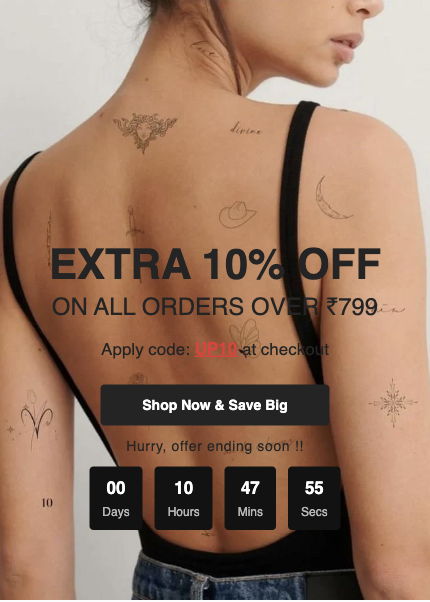 love
divine
EXTRA 10% OFF
ON ALL ORDERS OVER ₹799
Apply code: UP10 at checkout
Shop Now & Save Big
Hurry, offer ending soon !!
00 10 47 55
Days Hours Mins Secs
10